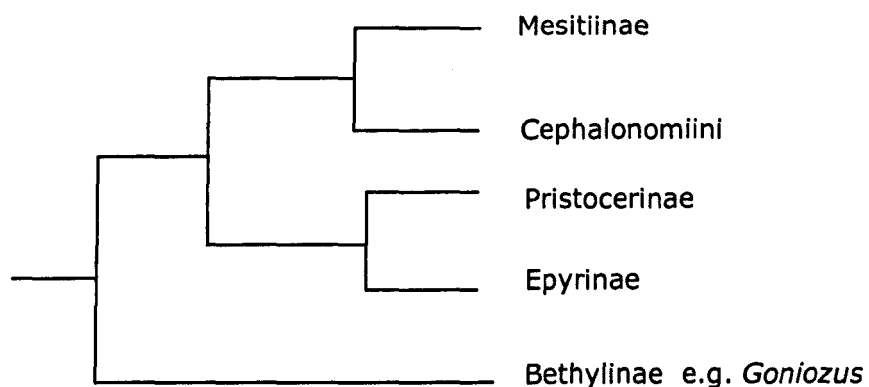 Mesitiinae
Cephalonomiini
Pristocerinae
Epyrinae
Bethylinae e.g. Goniozus